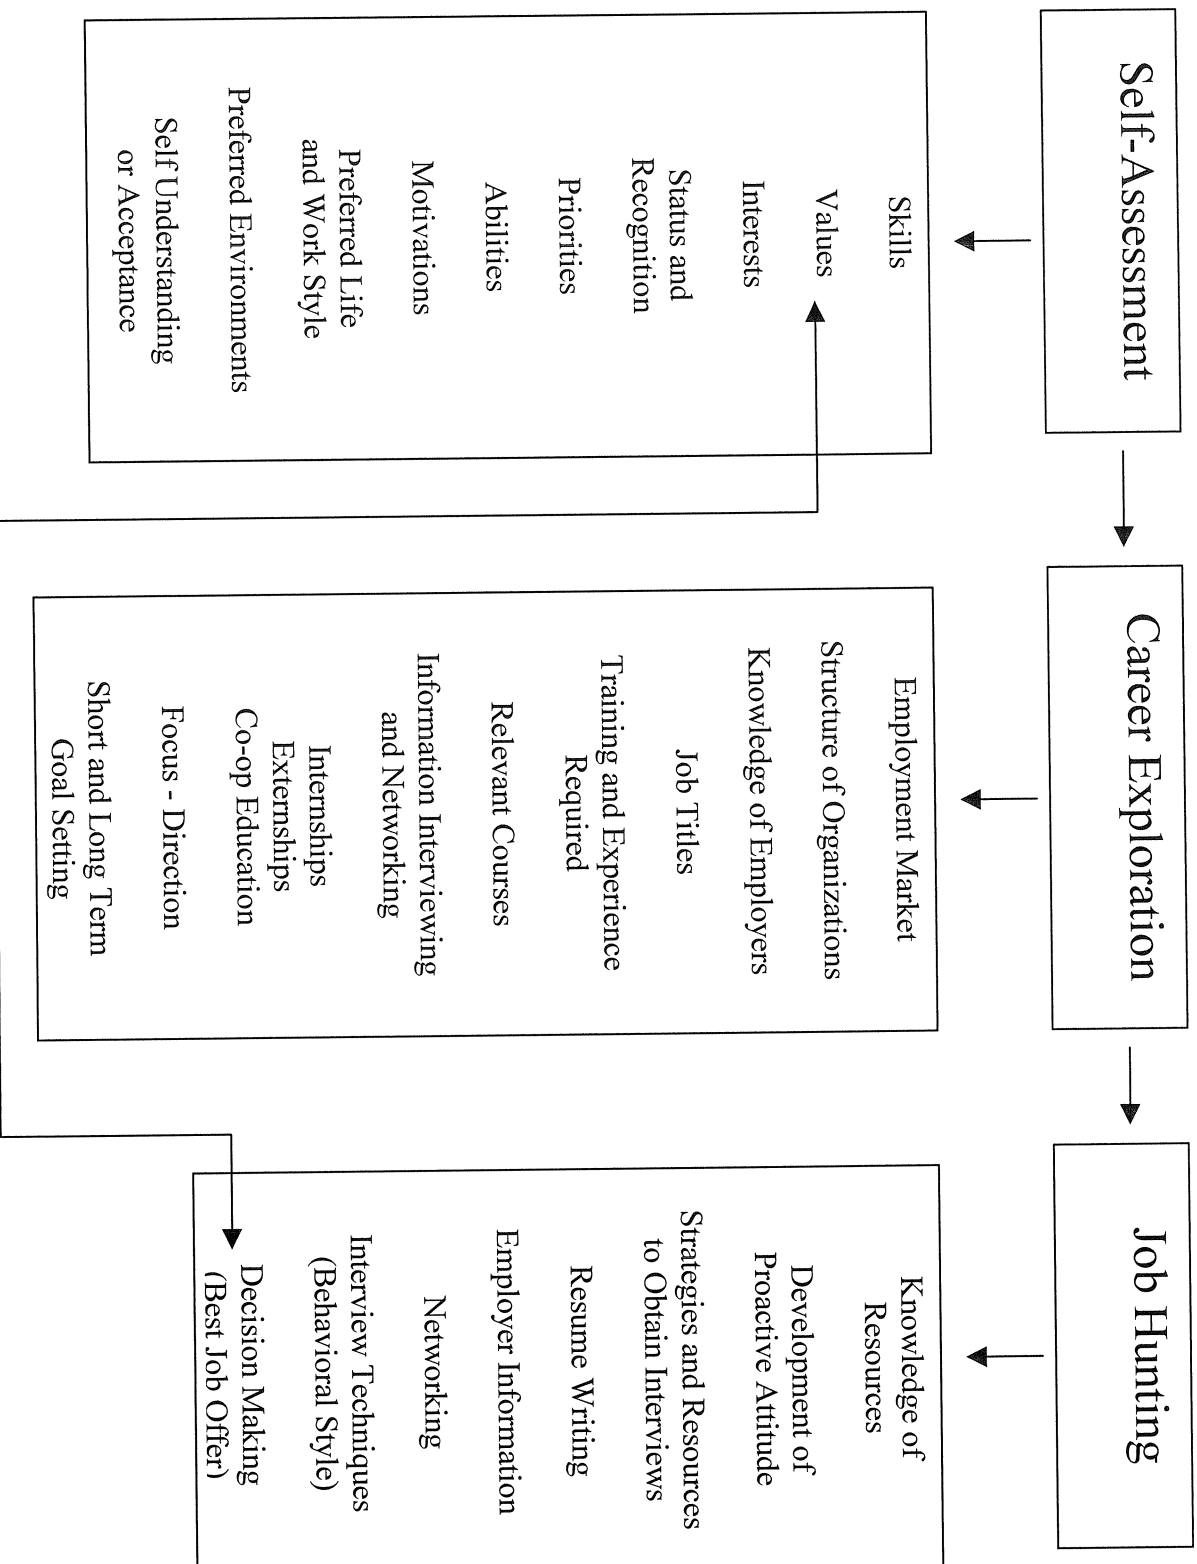 Self-Assessment
Skills
Values
Interests
Status and
Recognition
Priorities
Abilities
Motivations
Preferred Life
and Work Style
Preferred Environments
Self Understanding
or Acceptance
Career Exploration
Employment Market
Structure of Organizations
Knowledge of Employers
Job Titles
Training and Experience
Required
Relevant Courses
Information Interviewing
and Networking
Internships
Externships
Co-op Education
Focus - Direction
Short and Long Term
Goal Setting
Job Hunting
Knowledge of
Resources
Development of
Proactive Attitude
Strategies and Resources
to Obtain Interviews
Resume Writing
Employer Information
Networking
Interview Techniques
(Behavioral Style)
Decision Making
(Best Job Offer)